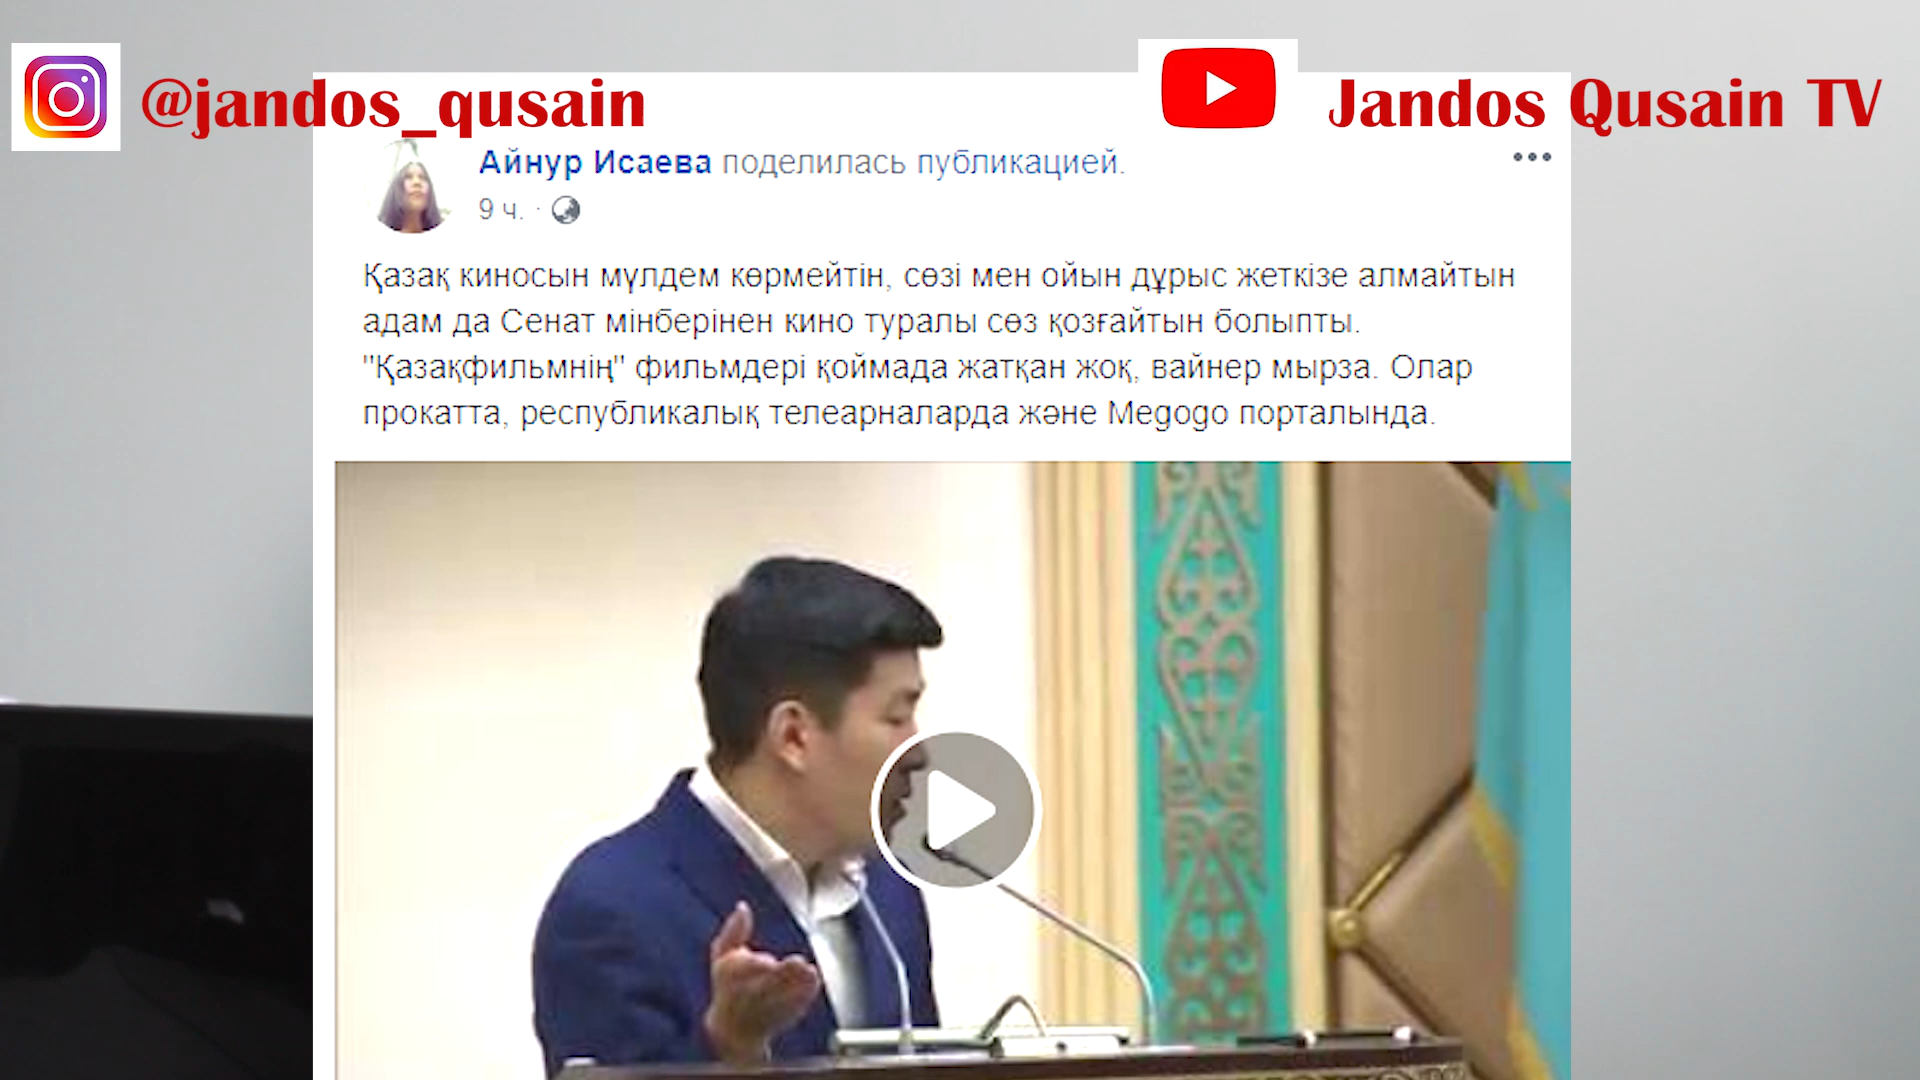 @jandos_qusain
Jandos Qusain TV
Айнур Исаева поделилась публикацией.
9 ч. ·
Қазақ киносын мүлдем көрмейтін, сөзі мен ойын дұрыс жеткізе алмайтын
адам да Сенат мінберінен кино туралы сөз қозғайтын болыпты.
"Қазақфильмнің" фильмдері қоймада жатқан жоқ, вайнер мырза. Олар
прокатта, республикалық телеарналарда және Megogo порталында.